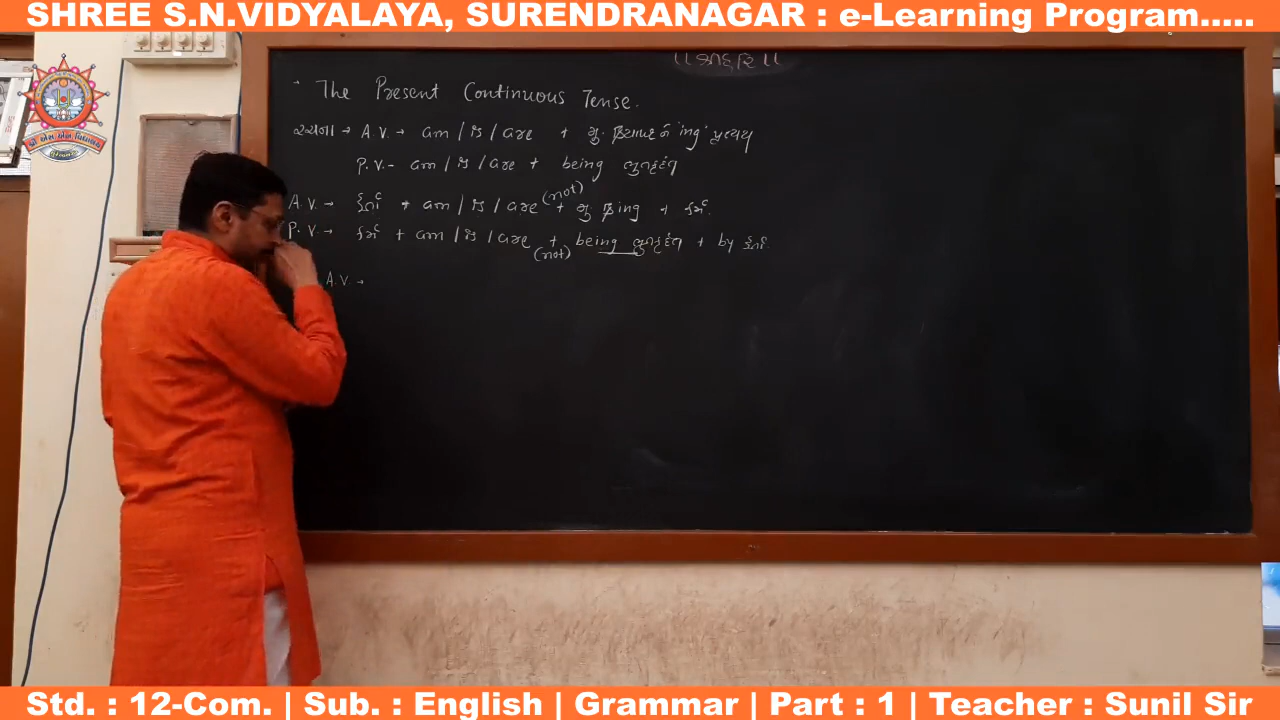 SHREE S.N.VIDYALAYA, SURENDRANAGAR : e-Learning Program.....
॥ શ્રીહરિ ॥
The Present Continuous Tense.
રચના → A.V. → am / is / are + મૂ. ક્રિયાપદને 'ing' પ્રત્યય
P.V. - am / is / are + being ભૂતકૃદંત
A.V. → કર્તા + am / is / are (not) + મૂ. ક્રિ ing + કર્મ.
P.V. → કર્મ + am / is / are + (not) being ભૂતકૃદંત + by કર્તા.
A.V. →
Std. : 12-Com. | Sub. : English | Grammar | Part : 1 | Teacher : Sunil Sir